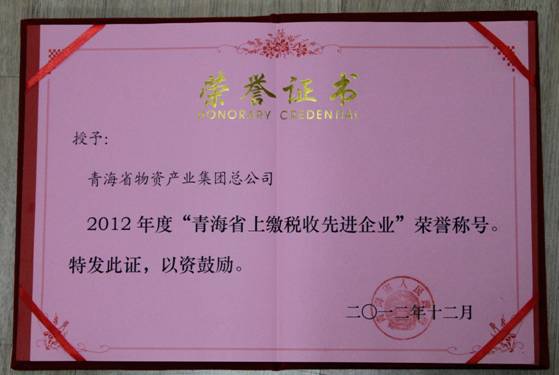 荣誉证书
HONORARY CREDENTIAL
授予:
青海省物资产业集团总公司
2012年度“青海省上缴税收先进企业”荣誉称号。
特发此证,以资鼓励。
二〇一二年十二月